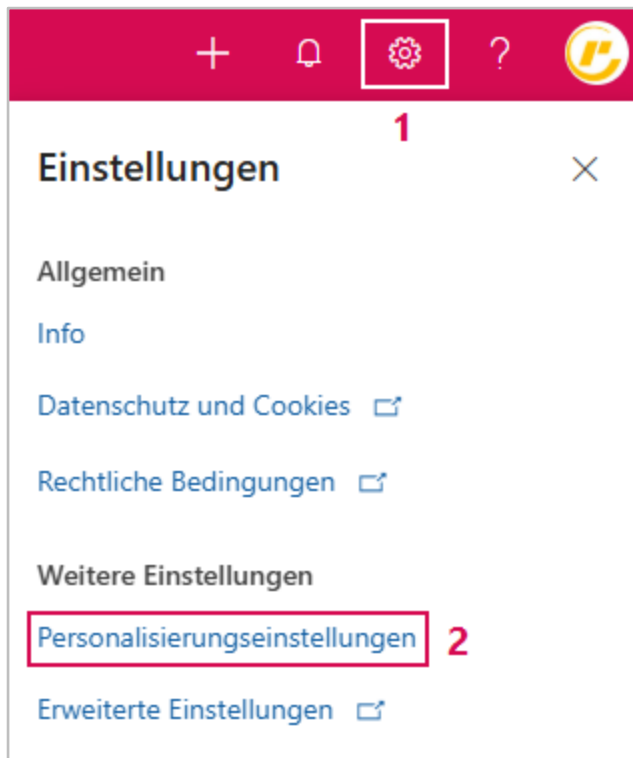 ?
1
Einstellungen
Allgemein
Info
Datenschutz und Cookies
Rechtliche Bedingungen
Weitere Einstellungen
Personalisierungseinstellungen 2
Erweiterte Einstellungen